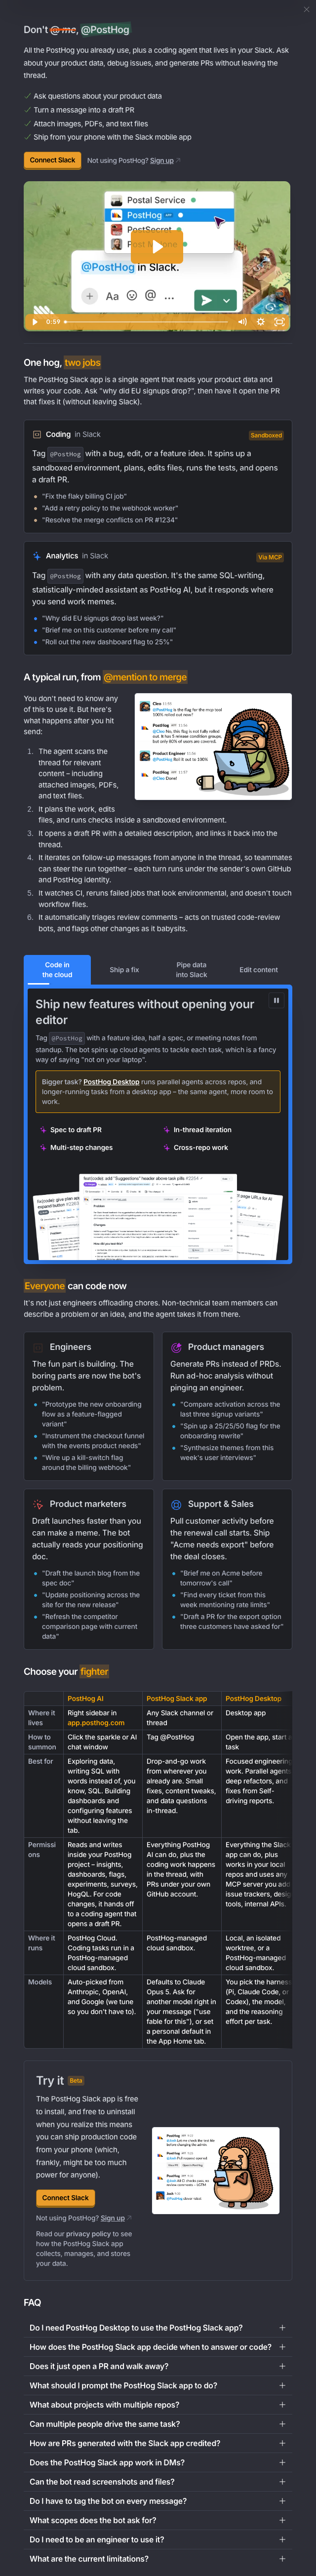 Don't @ me, @PostHog
All the PostHog you already use, plus a coding agent that lives in your Slack. Ask
about your product data, debug issues, and generate PRs without leaving the
thread.
Ask questions about your product data
Turn a message into a draft PR
Attach images, PDFs, and text files
Ship from your phone with the Slack mobile app
Connect Slack
Not using PostHog? Sign up
Postal Service
PostHog
PostSecret
@PostHog in Slack.
Aa
0:59
One hog, two jobs
The PostHog Slack app is a single agent that reads your product data and
writes your code. Ask "why did EU signups drop?", then have it open the PR
that fixes it (without leaving Slack).
Coding in Slack
Sandboxed
Tag @PostHog with a bug, edit, or a feature idea. It spins up a
sandboxed environment, plans, edits files, runs the tests, and opens
a draft PR.
"Fix the flaky billing CI job"
"Add a retry policy to the webhook worker"
"Resolve the merge conflicts on PR #1234"
Analytics in Slack
Via MCP
Tag @PostHog with any data question. It's the same SQL-writing,
statistically-minded assistant as PostHog AI, but it responds where
you send work memes.
"Why did EU signups drop last week?"
"Brief me on this customer before my call"
"Roll out the new dashboard flag to 25%"
A typical run, from @mention to merge
You don't need to know any
of this to use it. But here's
what happens after you hit
send:
1. The agent scans the
thread for relevant
content – including
attached images, PDFs,
and text files.
2. It plans the work, edits
files, and runs checks inside a sandboxed environment.
3. It opens a draft PR with a detailed description, and links it back into the
thread.
4. It iterates on follow-up messages from anyone in the thread, so teammates
can steer the run together – each turn runs under the sender's own GitHub
and PostHog identity.
5. It watches CI, reruns failed jobs that look environmental, and doesn't touch
workflow files.
6. It automatically triages review comments – acts on trusted code-review
bots, and flags other changes as it babysits.
Code in
the cloud
Ship a fix
Pipe data
into Slack
Edit content
Ship new features without opening your
editor
Tag @PostHog with a feature idea, half a spec, or meeting notes from
standup. The bot spins up cloud agents to tackle each task, which is a fancy
way of saying "not on your laptop".
Bigger task? PostHog Desktop runs parallel agents across repos, and
longer-running tasks from a desktop app – the same agent, more room to
work.
Spec to draft PR
In-thread iteration
Multi-step changes
Cross-repo work
Everyone can code now
It's not just engineers offloading chores. Non-technical team members can
describe a problem or an idea, and the agent takes it from there.
Engineers
The fun part is building. The
boring parts are now the bot's
problem.
"Prototype the new onboarding
flow as a feature-flagged
variant"
"Instrument the checkout funnel
with the events product needs"
"Wire up a kill-switch flag
around the billing webhook"
Product managers
Generate PRs instead of PRDs.
Run ad-hoc analysis without
pinging an engineer.
"Compare activation across the
last three signup variants"
"Spin up a 25/25/50 flag for the
onboarding rewrite"
"Synthesize themes from this
week's user interviews"
Product marketers
Draft launches faster than you
can make a meme. The bot
actually reads your positioning
doc.
"Draft the launch blog from the
spec doc"
"Update positioning across the
site for the new release"
"Refresh the competitor
comparison page with current
data"
Support & Sales
Pull customer activity before
the renewal call starts. Ship
"Acme needs export" before
the deal closes.
"Brief me on Acme before
tomorrow's call"
"Find every ticket from this
week mentioning rate limits"
"Draft a PR for the export option
three customers have asked for"
Choose your fighter
PostHog AI
PostHog Slack app
PostHog Desktop
Where it
lives
Right sidebar in
app.posthog.com
Any Slack channel or
thread
Desktop app
How to
summon
Click the sparkle or AI
chat window
Tag @PostHog
Open the app, start a
task
Best for
Exploring data,
writing SQL with
words instead of, you
know, SQL. Building
dashboards and
configuring features
without leaving the
tab.
Drop-and-go work
from wherever you
already are. Small
fixes, content tweaks,
and data questions
in-thread.
Focused engineering
work. Parallel agents,
deep refactors, and
fixes from Self-
driving reports.
Permissi
ons
Reads and writes
inside your PostHog
project – insights,
dashboards, flags,
experiments, surveys,
HogQL. For code
changes, it hands off
to a coding agent that
opens a draft PR.
Everything PostHog
AI can do, plus the
coding work happens
in the thread, with
PRs under your own
GitHub account.
Everything the Slack
app can do, plus
works in your local
repos and uses any
MCP server you add
issue trackers, desig
tools, internal APIs.
Where it
runs
PostHog Cloud.
Coding tasks run in a
PostHog-managed
cloud sandbox.
PostHog-managed
cloud sandbox.
Local, an isolated
worktree, or a
PostHog-managed
cloud sandbox.
Models
Auto-picked from
Anthropic, OpenAI,
and Google (we tune
so you don't have to).
Defaults to Claude
Opus 5. Ask for
another model right in
your message ("use
fable for this"), or set
a personal default in
the App Home tab.
You pick the harness
(Pi, Claude Code, or
Codex), the model,
and the reasoning
effort per task.
Try it Beta
The PostHog Slack app is free
to install, and free to uninstall
when you realize this means
you can ship production code
from your phone (which,
frankly, might be too much
power for anyone).
Connect Slack
Not using PostHog? Sign up
Read our privacy policy to see
how the PostHog Slack app
collects, manages, and stores
your data.
FAQ
Do I need PostHog Desktop to use the PostHog Slack app?
How does the PostHog Slack app decide when to answer or code?
Does it just open a PR and walk away?
What should I prompt the PostHog Slack app to do?
What about projects with multiple repos?
Can multiple people drive the same task?
How are PRs generated with the Slack app credited?
Does the PostHog Slack app work in DMs?
Can the bot read screenshots and files?
Do I have to tag the bot on every message?
What scopes does the bot ask for?
Do I need to be an engineer to use it?
What are the current limitations?